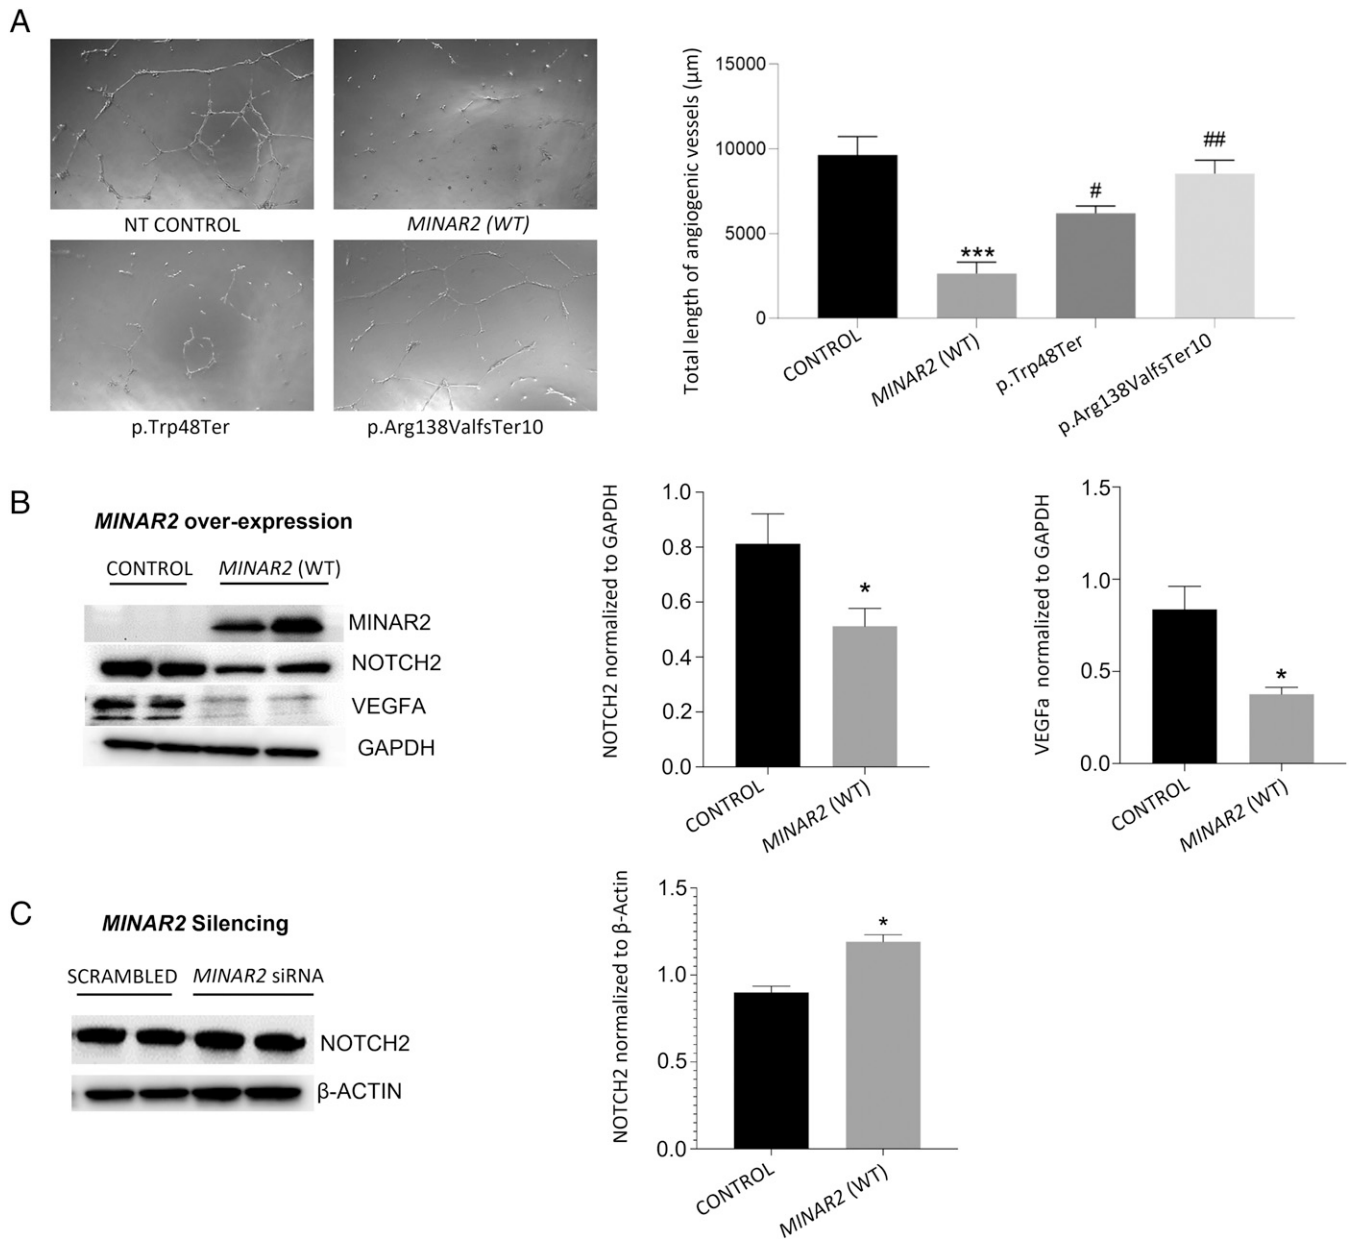 A
NT CONTROL
MINAR2 (WT)
p.Trp48Ter
p.Arg138ValfsTer10
Total length of angiogenic vessels (µm)
15000
10000
5000
0
***
#
##
CONTROL
MINAR2 (WT)
p.Trp48Ter
p.Arg138ValfsTer10
B
MINAR2 over-expression
CONTROL
MINAR2 (WT)
MINAR2
NOTCH2
VEGFA
GAPDH
NOTCH2 normalized to GAPDH
1.0
0.8
0.6
0.4
0.2
0.0
*
CONTROL
MINAR2 (WT)
VEGFa normalized to GAPDH
1.5
1.0
0.5
0.0
*
CONTROL
MINAR2 (WT)
C
MINAR2 Silencing
SCRAMBLED
MINAR2 siRNA
NOTCH2
β-ACTIN
NOTCH2 normalized to β-Actin
1.5
1.0
0.5
0.0
*
CONTROL
MINAR2 (WT)